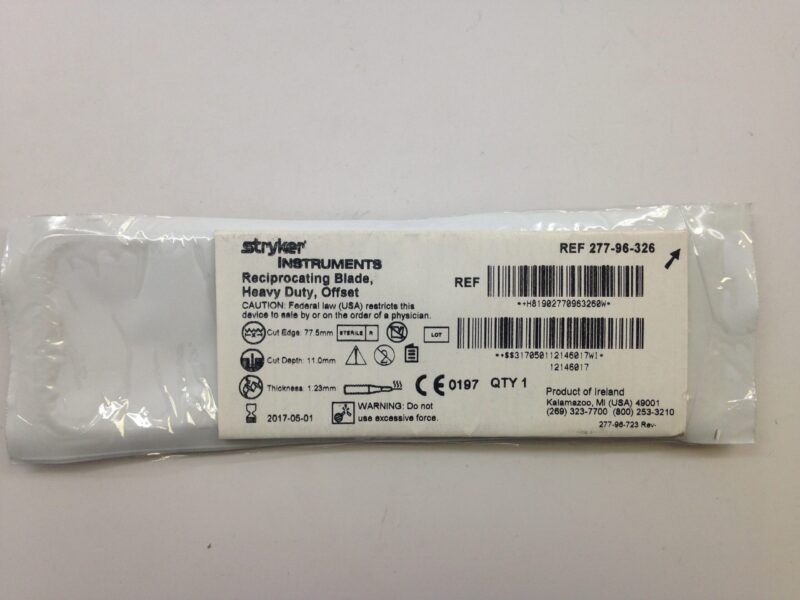 stryker
INSTRUMENTS
REF 277-96-326
Reciprocating Blade,
Heavy Duty, Offset
REF
*+H81902770963260W*
CAUTION: Federal law (USA) restricts this
device to sale by or on the order of a physician.
Cut Edge: 77.5mm STERILE R LOT
*+$$317050112146017WI*
12146017
Cut Depth: 11.0mm
Thickness: 1.23mm CE 0197 QTY 1
Product of Ireland
Kalamazoo, MI (USA) 49001
(269) 323-7700 (800) 253-3210
2017-05-01
WARNING: Do not
use excessive force.
277-96-723 Rev-